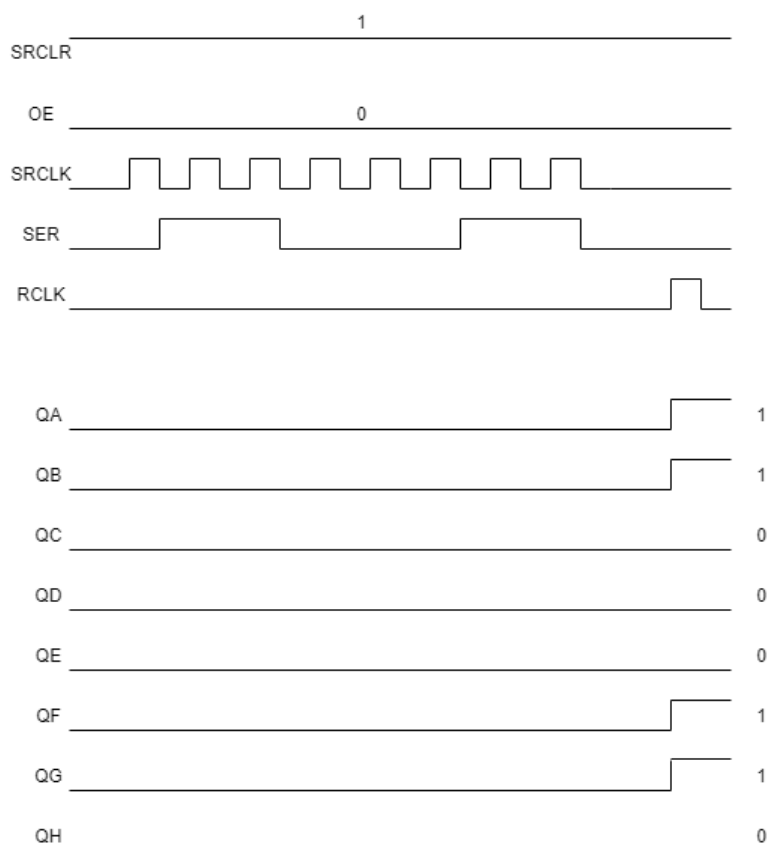 1
SRCLR
OE 0
SRCLK
SER
RCLK
QA 1
QB 1
QC 0
QD 0
QE 0
QF 1
QG 1
QH 0